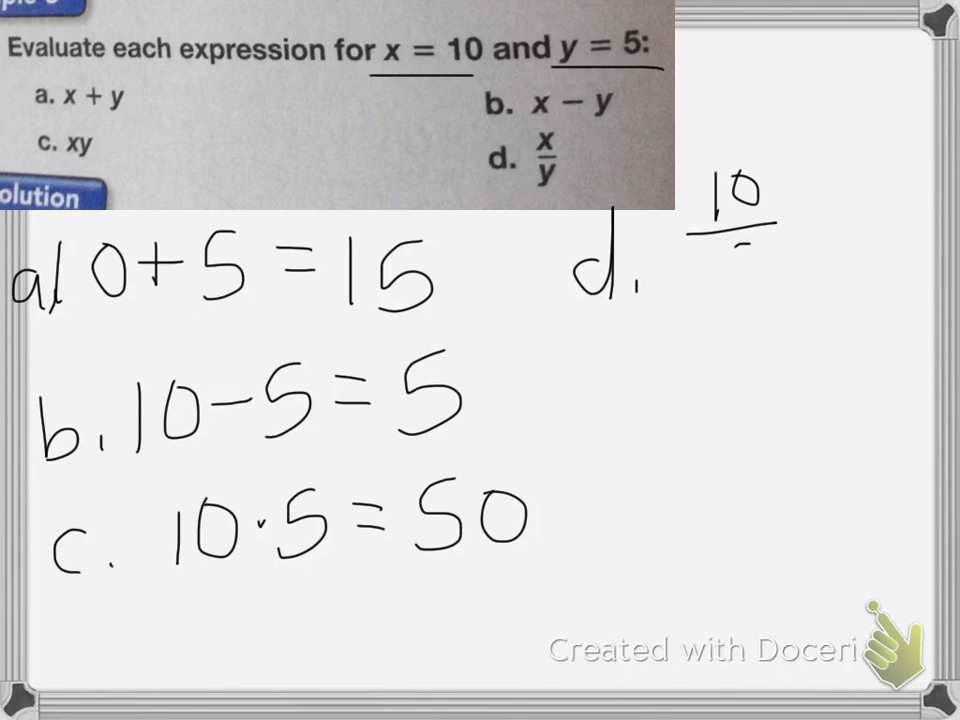 Evaluate each expression for x = 10 and y = 5:
a. x + y
b. x − y
c. xy
d. x/y
olution
a 10 + 5 = 15
b. 10 − 5 = 5
c. 10 · 5 = 50
d. 10
Created with Doceri